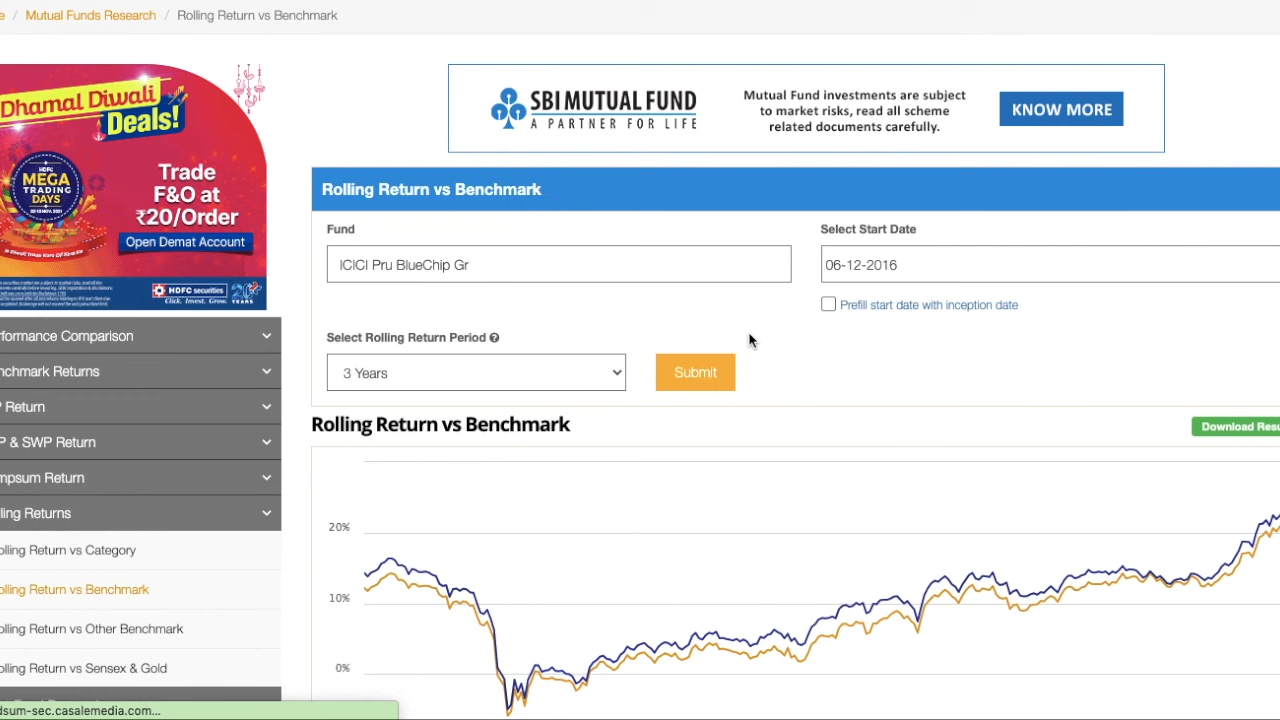 e / Mutual Funds Research / Rolling Return vs Benchmark
Dhamal Diwali
Deals!
HDFC
MEGA
TRADING
DAYS
Trade
F&O at
₹20/Order
Open Demat Account
HDFC securities
Click. Invest. Grow.
20 YEARS
SBI MUTUAL FUND
A PARTNER FOR LIFE
Mutual Fund investments are subject
to market risks, read all scheme
related documents carefully.
KNOW MORE
Rolling Return vs Benchmark
Fund
ICICI Pru BlueChip Gr
Select Start Date
06-12-2016
Prefill start date with inception date
Select Rolling Return Period
3 Years
Submit
Rolling Return vs Benchmark
Download Resu
20%
10%
0%
rformance Comparison
nchmark Returns
P Return
P & SWP Return
mpsum Return
lling Returns
olling Return vs Category
olling Return vs Benchmark
olling Return vs Other Benchmark
olling Return vs Sensex & Gold
dsum-sec.casalemedia.com...